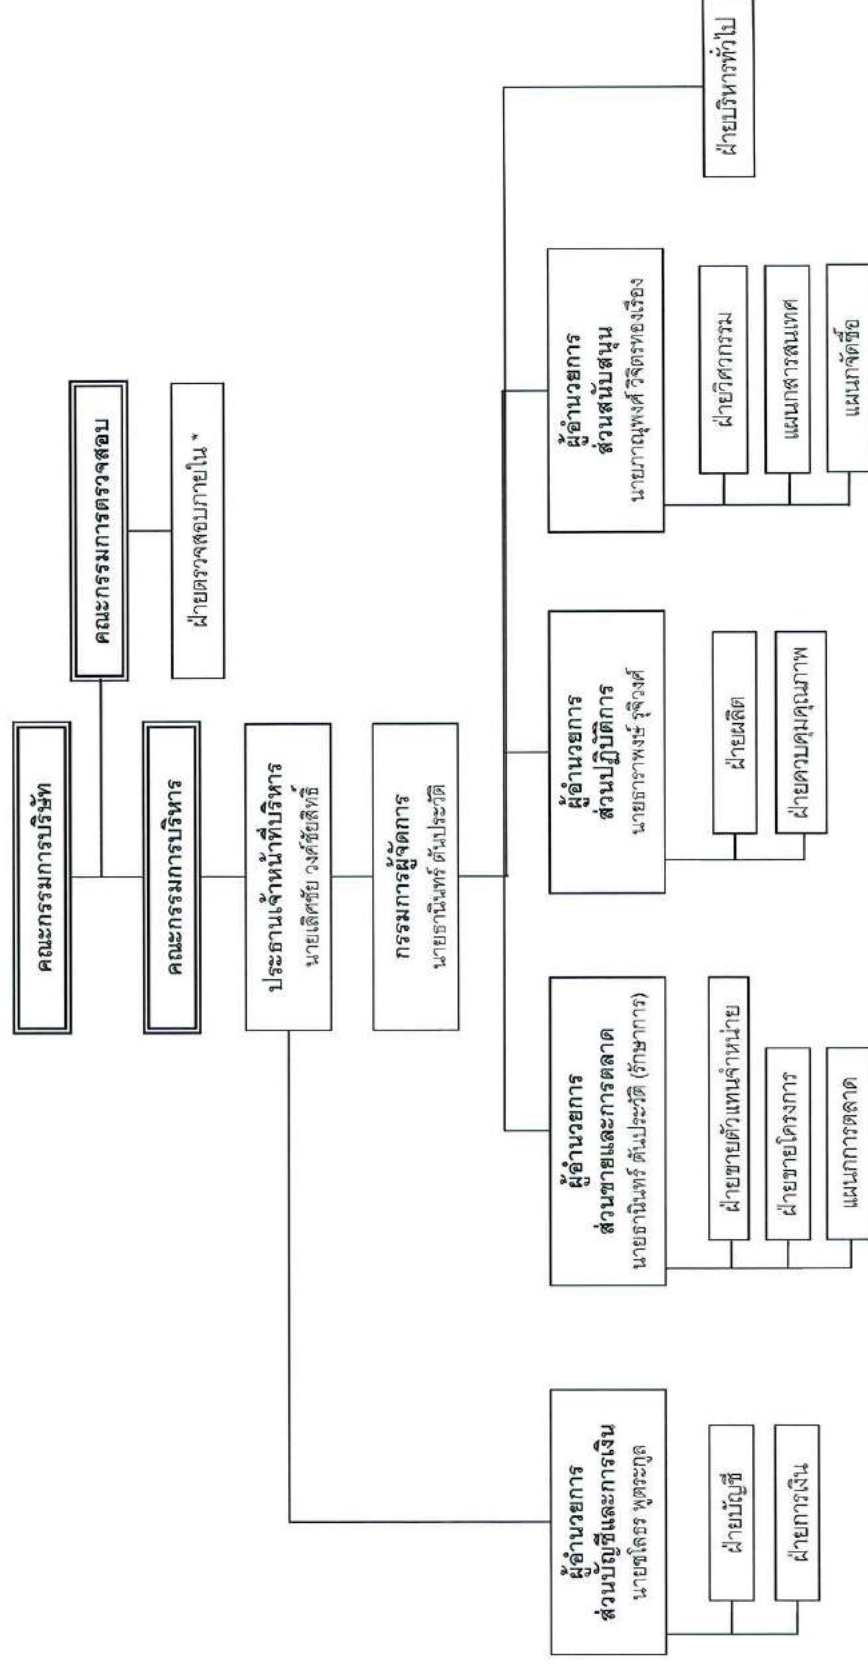 คณะกรรมการบริษัท
คณะกรรมการตรวจสอบ
ฝ่ายตรวจสอบภายใน *
คณะกรรมการบริหาร
ประธานเจ้าหน้าที่บริหาร
นายเลิศชัย วงค์ชัยสิทธิ์
กรรมการผู้จัดการ
นายธานินทร์ ตันประวัติ
ผู้อำนวยการ
ส่วนบัญชีและการเงิน
นายชโลธร พูตระกูล
ฝ่ายบัญชี
ฝ่ายการเงิน
ผู้อำนวยการ
ส่วนขายและการตลาด
นายธานินทร์ ตันประวัติ (รักษาการ)
ฝ่ายขายตัวแทนจำหน่าย
ฝ่ายขายโครงการ
แผนกการตลาด
ผู้อำนวยการ
ส่วนปฏิบัติการ
นายธาราพงษ์ รุจิวงศ์
ฝ่ายผลิต
ฝ่ายควบคุมคุณภาพ
ผู้อำนวยการ
ส่วนสนับสนุน
นายภาณุพงศ์ วิจิตรทองเรือง
ฝ่ายวิศวกรรม
แผนกสารสนเทศ
แผนกจัดซื้อ
ฝ่ายบริหารทั่วไป